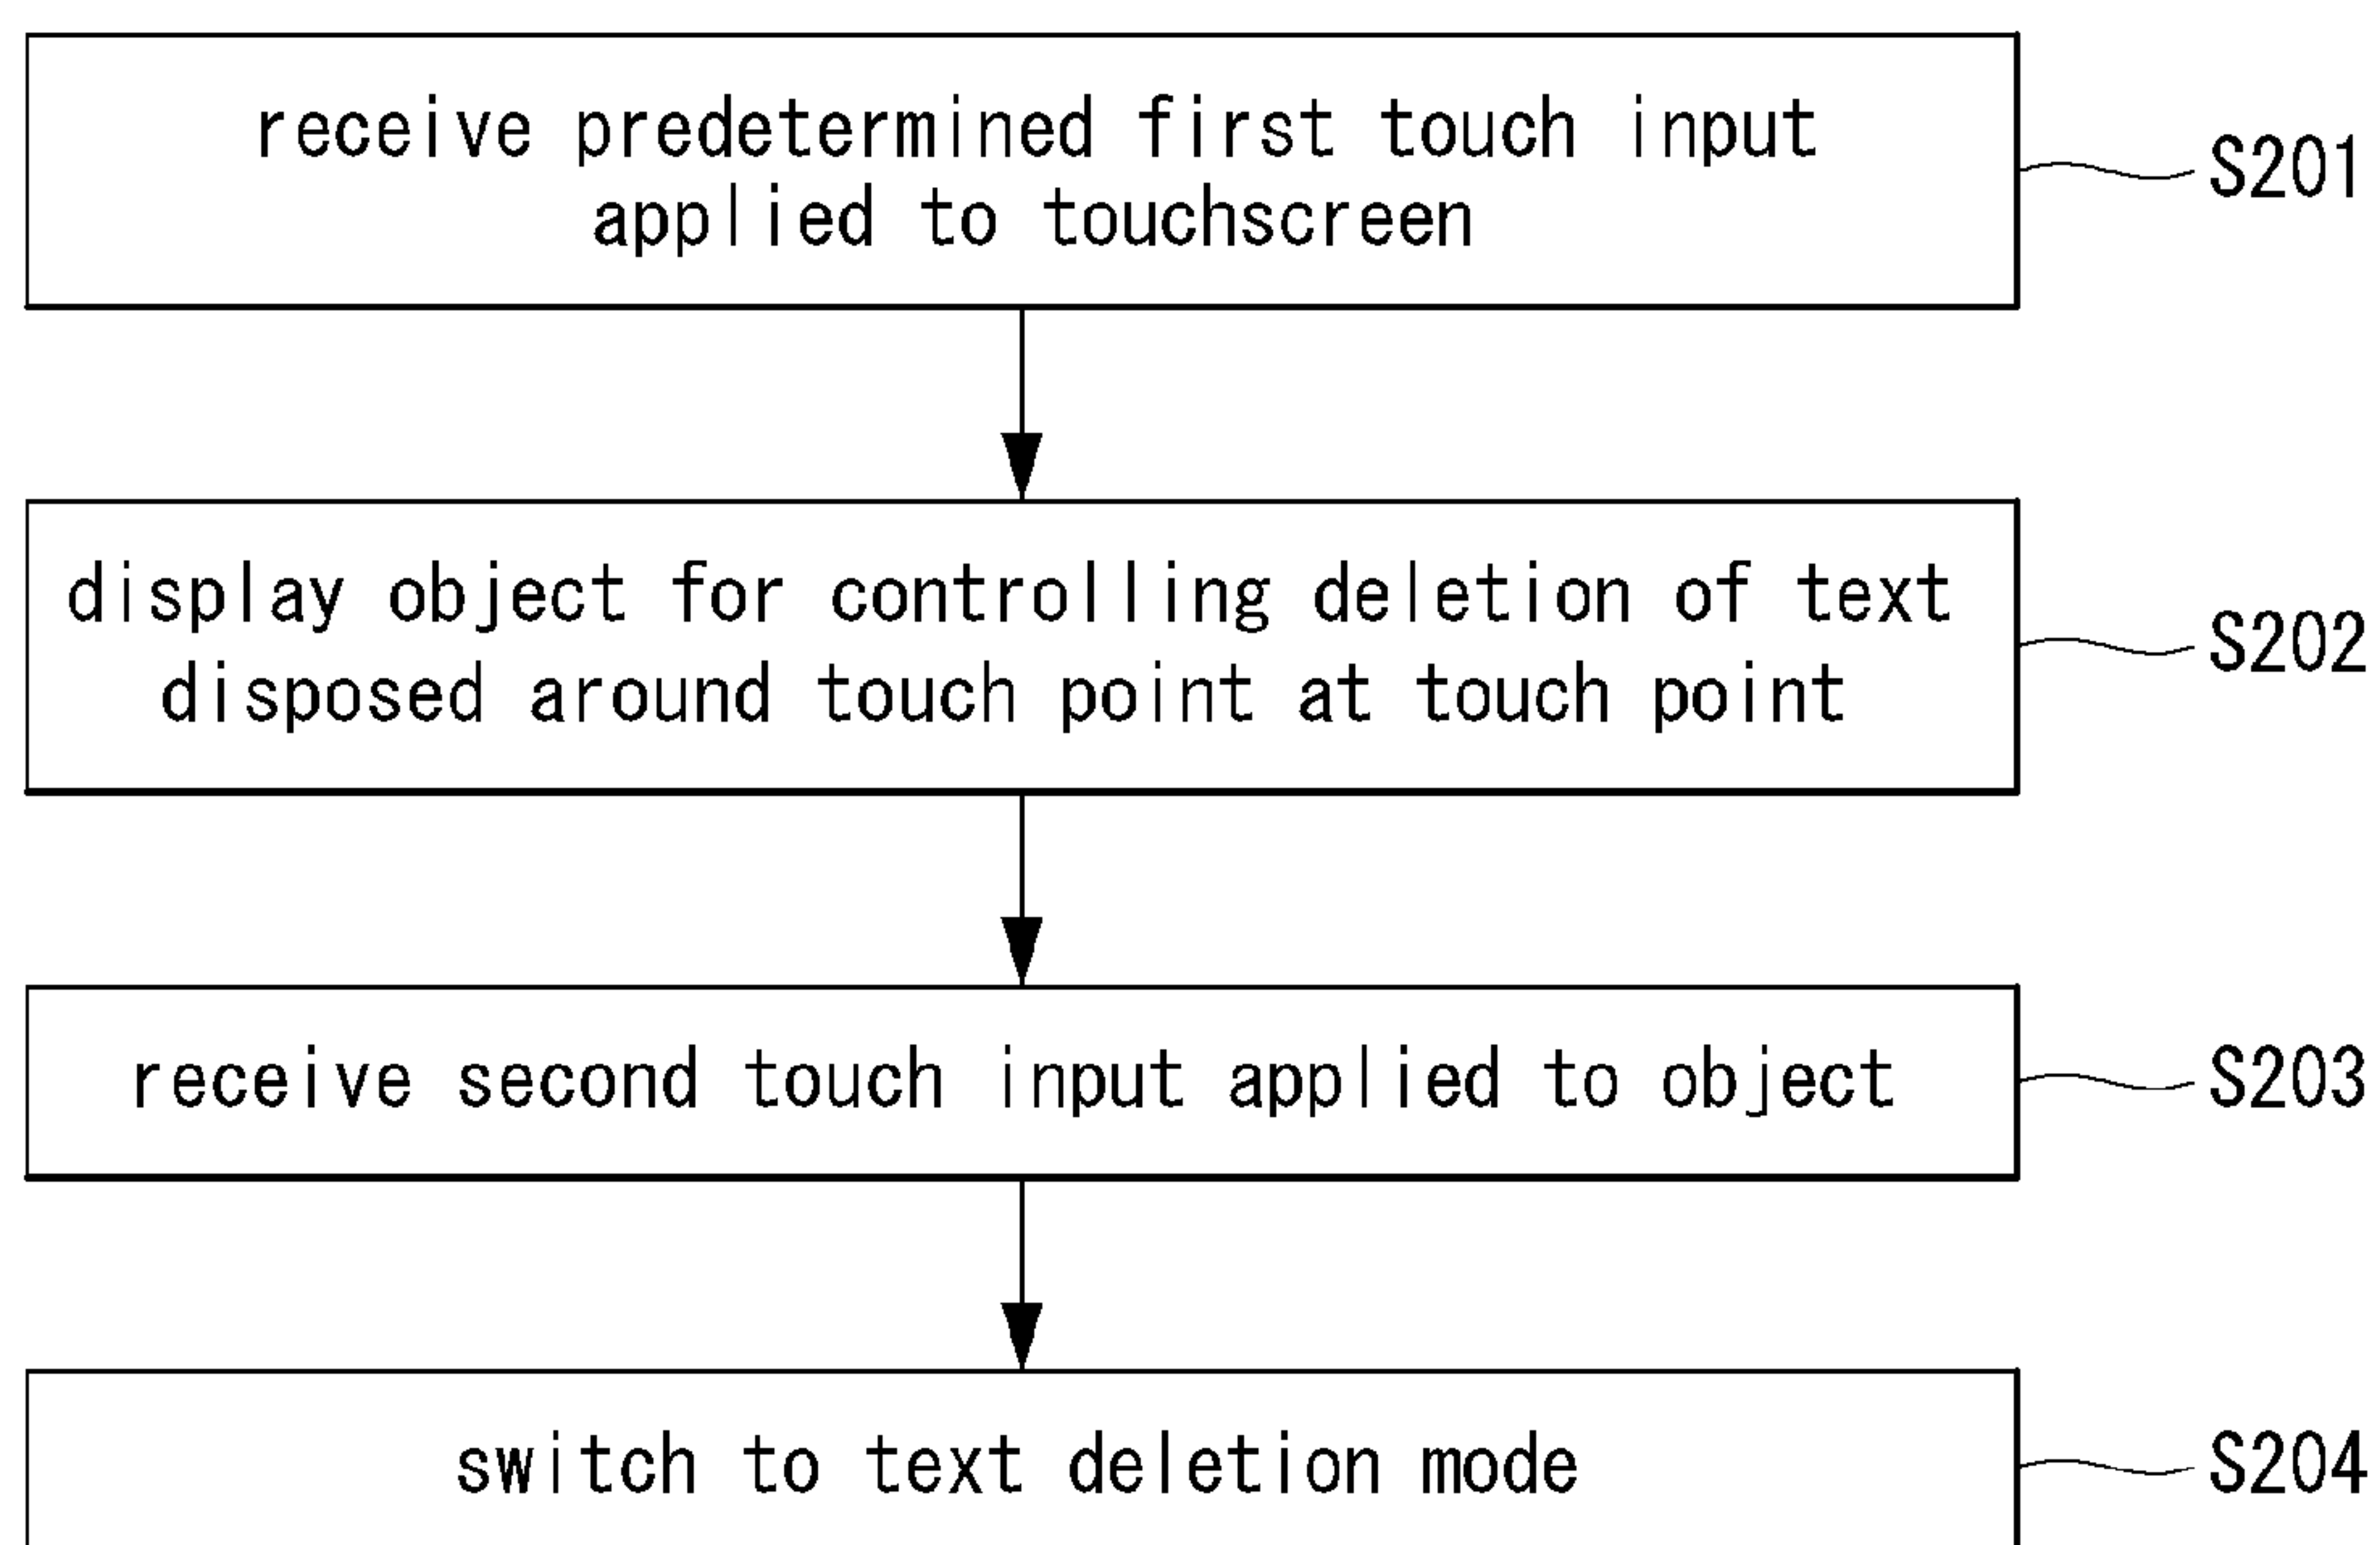 receive predetermined first touch input
applied to touchscreen
S201
display object for controlling deletion of text
disposed around touch point at touch point
S202
receive second touch input applied to object
S203
switch to text deletion mode
S204